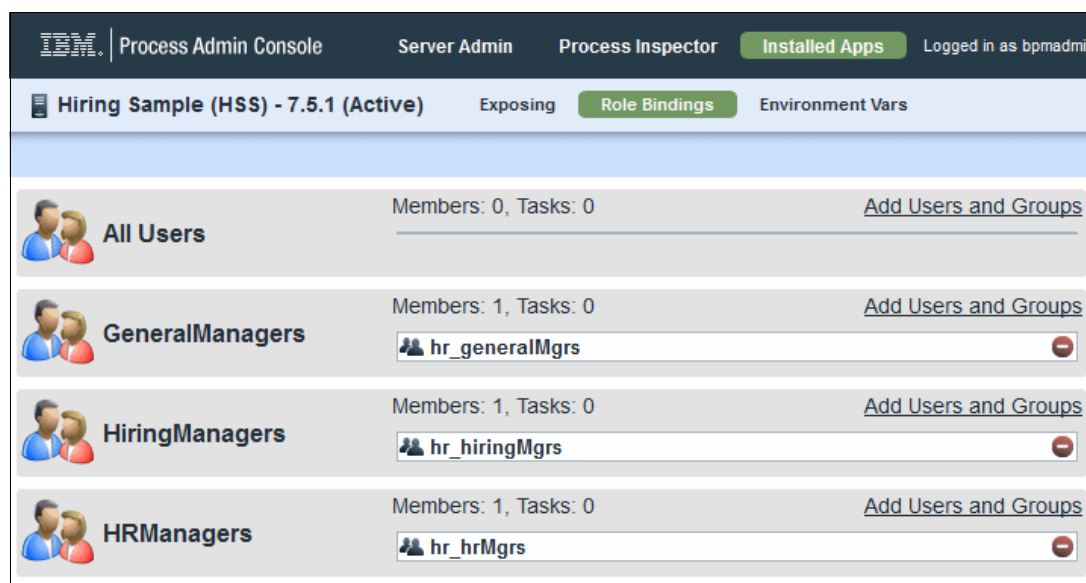 IBM. Process Admin Console Server Admin Process Inspector Installed Apps Logged in as bpmadmi
Hiring Sample (HSS) - 7.5.1 (Active) Exposing Role Bindings Environment Vars
Members: 0, Tasks: 0 Add Users and Groups
All Users
Members: 1, Tasks: 0 Add Users and Groups
GeneralManagers
hr_generalMgrs
Members: 1, Tasks: 0 Add Users and Groups
HiringManagers
hr_hiringMgrs
Members: 1, Tasks: 0 Add Users and Groups
HRManagers
hr_hrMgrs